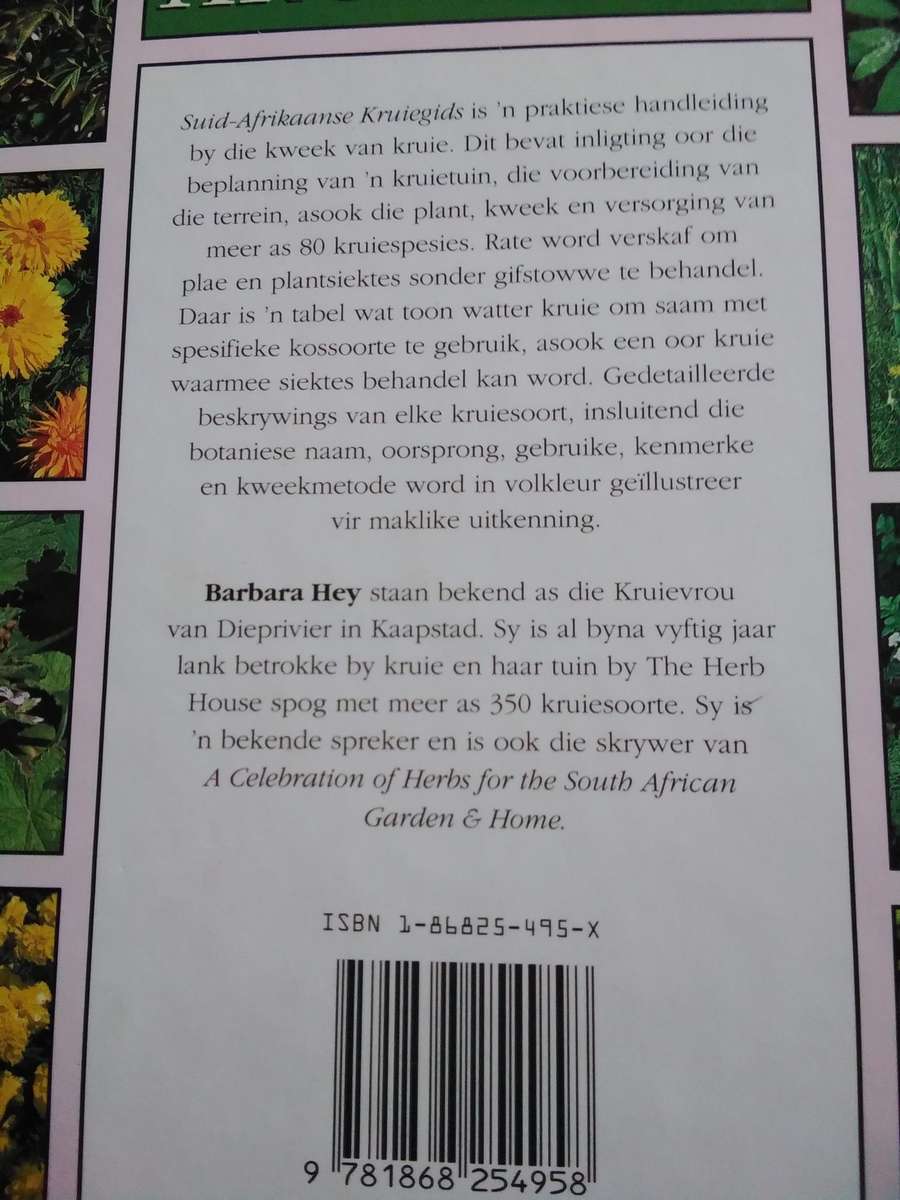 Suid-Afrikaanse Kruiegids is 'n praktiese handleiding
by die kweek van kruie. Dit bevat inligting oor die
beplanning van 'n kruietuin, die voorbereiding van
die terrein, asook die plant, kweek en versorging van
meer as 80 kruiespesies. Rate word verskaf om
plae en plantsiektes sonder gifstowwe te behandel.
Daar is 'n tabel wat toon watter kruie om saam met
spesifieke kossoorte te gebruik, asook een oor kruie
waarmee siektes behandel kan word. Gedetailleerde
beskrywings van elke kruiesoort, insluitend die
botaniese naam, oorsprong, gebruike, kenmerke
en kweekmetode word in volkleur geïllustreer
vir maklike uitkenning.
Barbara Hey staan bekend as die Kruievrou
van Dieprivier in Kaapstad. Sy is al byna vyftig jaar
lank betrokke by kruie en haar tuin by The Herb
House spog met meer as 350 kruiesoorte. Sy is
'n bekende spreker en is ook die skrywer van
A Celebration of Herbs for the South African
Garden & Home.
ISBN 1-86825-495-X
9 781868 254958